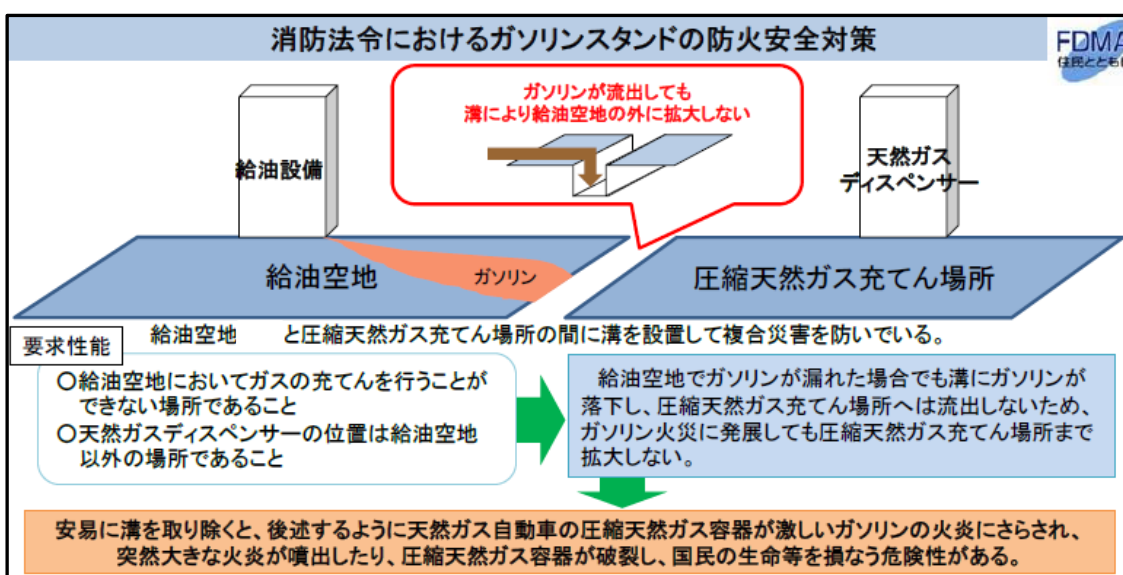 消防法令におけるガソリンスタンドの防火安全対策
FDMA
住民とともに
ガソリンが流出しても
溝により給油空地の外に拡大しない
給油設備
天然ガス
ディスペンサー
給油空地
ガソリン
圧縮天然ガス充てん場所
給油空地 と圧縮天然ガス充てん場所の間に溝を設置して複合災害を防いでいる。
要求性能
○給油空地においてガスの充てんを行うことが
できない場所であること
○天然ガスディスペンサーの位置は給油空地
以外の場所であること
給油空地でガソリンが漏れた場合でも溝にガソリンが
落下し、圧縮天然ガス充てん場所へは流出しないため、
ガソリン火災に発展しても圧縮天然ガス充てん場所まで
拡大しない。
安易に溝を取り除くと、後述するように天然ガス自動車の圧縮天然ガス容器が激しいガソリンの火炎にさらされ、
突然大きな火炎が噴出したり、圧縮天然ガス容器が破裂し、国民の生命等を損なう危険性がある。